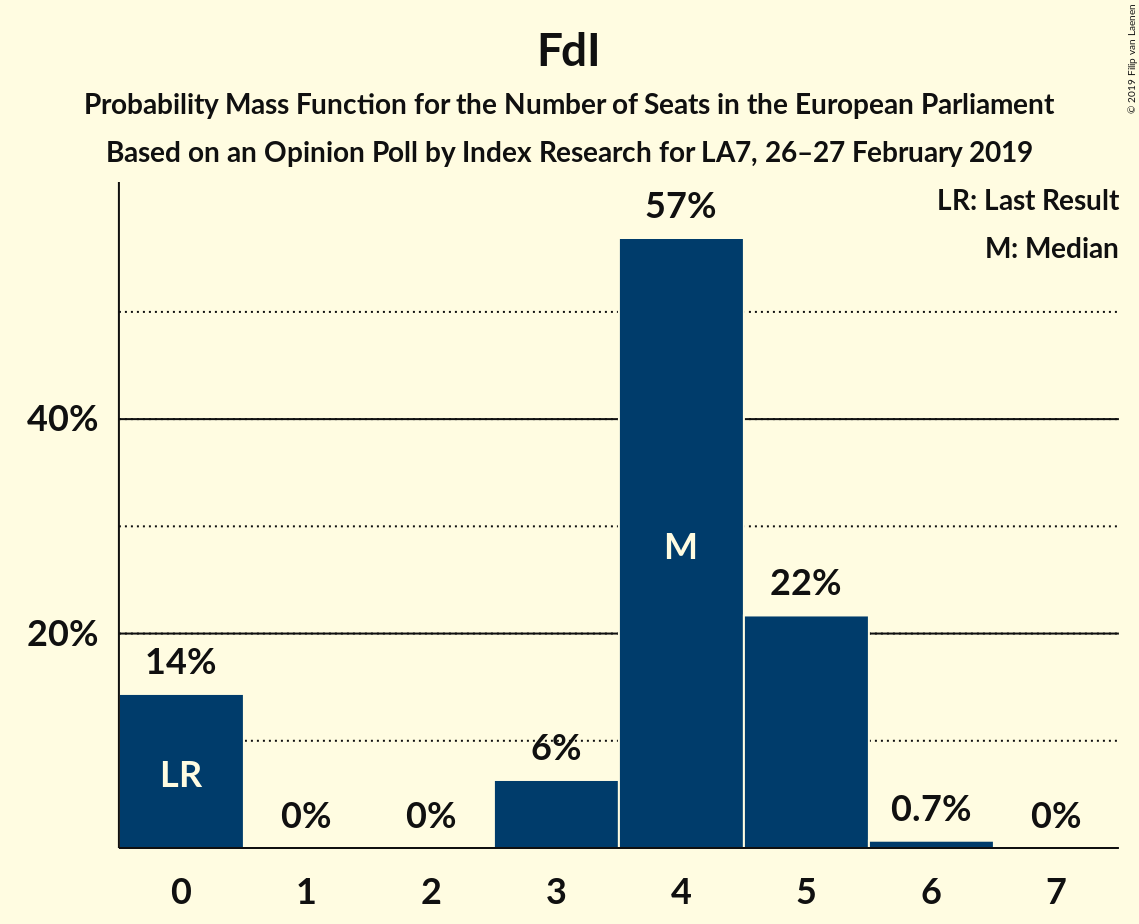 FdI
Probability Mass Function for the Number of Seats in the European Parliament
Based on an Opinion Poll by Index Research for LA7, 26–27 February 2019
© 2019 Filip van Laenen
LR: Last Result
M: Median
57%
40%
M
22%
20%
14%
6%
LR
0%
0%
0.7%
0%
0
1
2
3
4
5
6
7